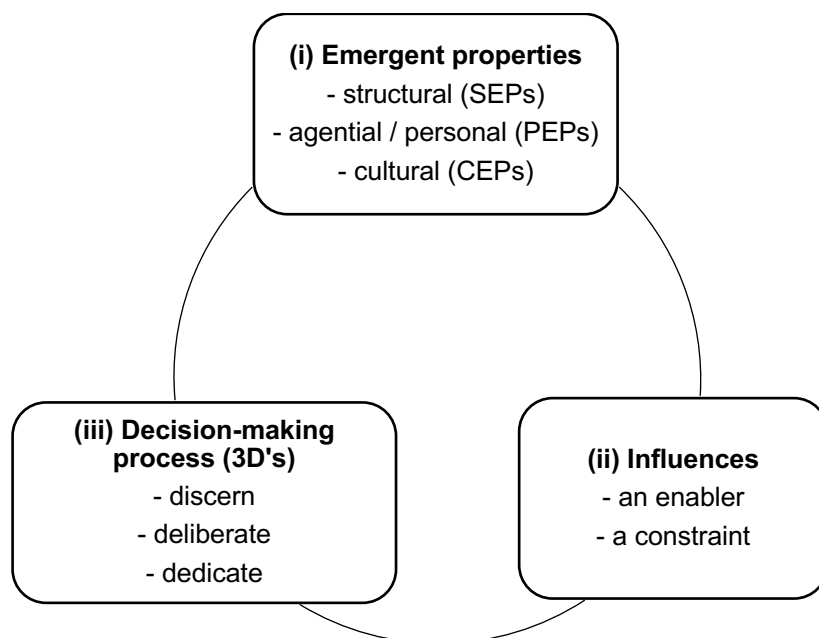 (i) Emergent properties
- structural (SEPs)
- agential / personal (PEPs)
- cultural (CEPs)
(iii) Decision-making
process (3D's)
- discern
- deliberate
- dedicate
(ii) Influences
- an enabler
- a constraint